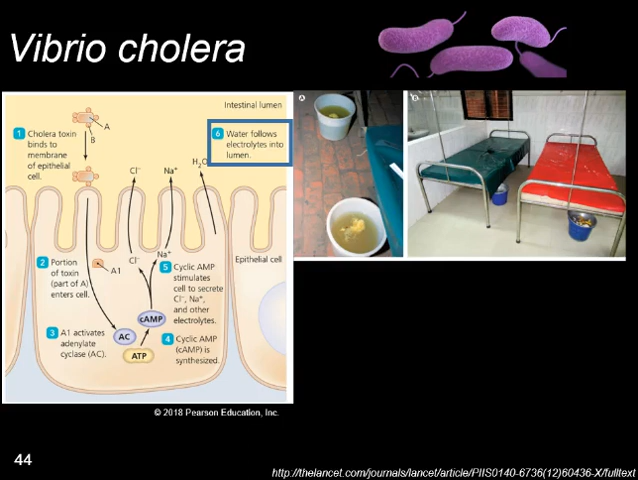 Vibrio cholera
Intestinal lumen
1 Cholera toxin
binds to
membrane
of epithelial
cell.
A
B
6 Water follows
electrolytes into
lumen.
Cl⁻
Na⁺
H₂O
2 Portion
of toxin
(part of A)
enters cell.
A1
Cl⁻
Na⁺
Epithelial cell
5 Cyclic AMP
stimulates
cell to secrete
Cl⁻, Na⁺,
and other
electrolytes.
cAMP
3 A1 activates
adenylate
cyclase (AC).
AC
ATP
4 Cyclic AMP
(cAMP) is
synthesized.
© 2018 Pearson Education, Inc.
A
B
44
http://thelancet.com/journals/lancet/article/PIIS0140-6736(12)60436-X/fulltext